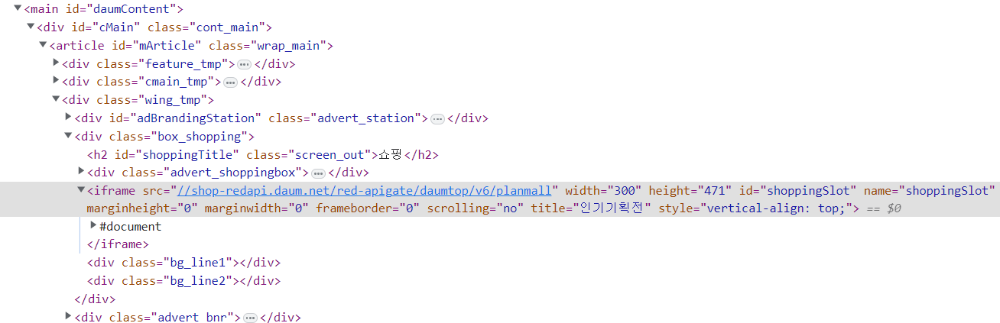 <main id="daumContent">
<div id="cMain" class="cont_main">
<article id="mArticle" class="wrap_main">
<div class="feature_tmp">…</div>
<div class="cmain_tmp">…</div>
<div class="wing_tmp">
<div id="adBrandingStation" class="advert_station">…</div>
<div class="box_shopping">
<h2 id="shoppingTitle" class="screen_out">쇼핑</h2>
<div class="advert_shoppingbox">…</div>
<iframe src="//shop-redapi.daum.net/red-apigate/daumtop/v6/planmall" width="300" height="471" id="shoppingSlot" name="shoppingSlot"
marginheight="0" marginwidth="0" frameborder="0" scrolling="no" title="인기기획전" style="vertical-align: top;"> == $0
#document
</iframe>
<div class="bg_line1"></div>
<div class="bg_line2"></div>
</div>
<div class="advert bnr">…</div>